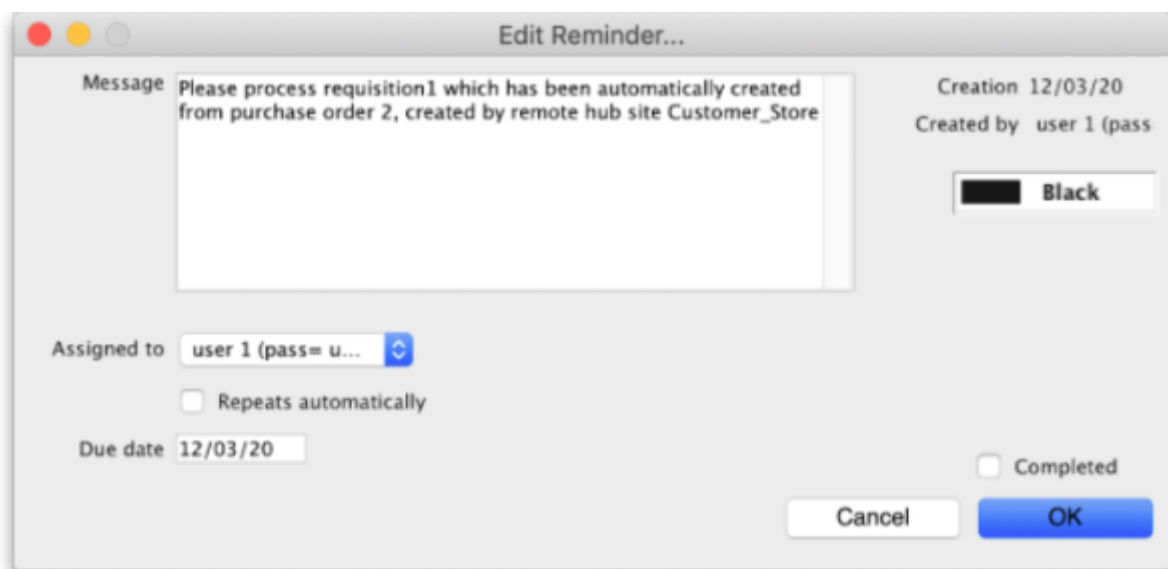 Edit Reminder...
Message
Please process requisition1 which has been automatically created
from purchase order 2, created by remote hub site Customer_Store
Creation 12/03/20
Created by user 1 (pass
Black
Assigned to user 1 (pass= u...
Repeats automatically
Due date 12/03/20
Completed
Cancel
OK